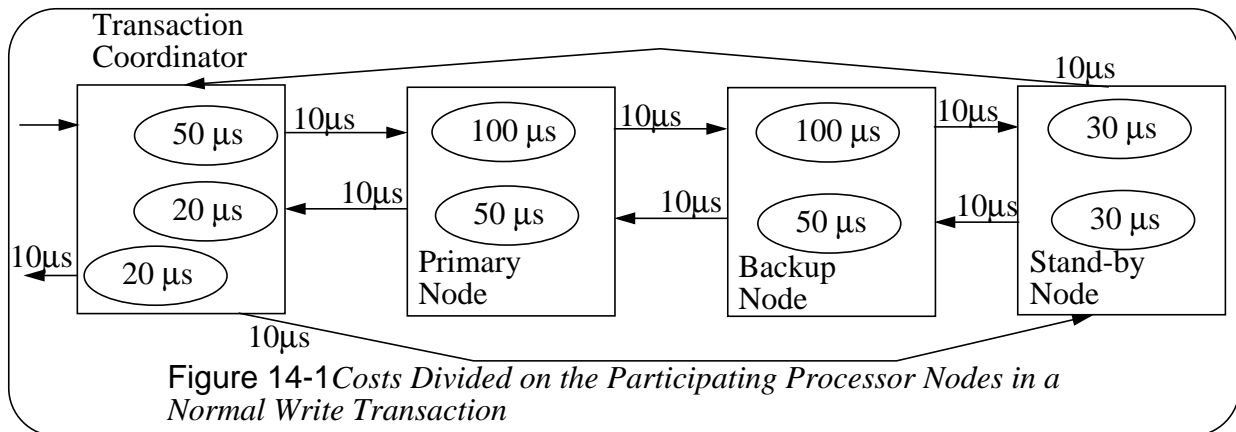 Transaction
Coordinator
10μs
50 μs
10μs
100 μs
10μs
100 μs
10μs
30 μs
20 μs
10μs
50 μs
10μs
50 μs
10μs
30 μs
10μs
20 μs
Primary
Node
Backup
Node
Stand-by
Node
10μs
Figure 14-1 Costs Divided on the Participating Processor Nodes in a
Normal Write Transaction